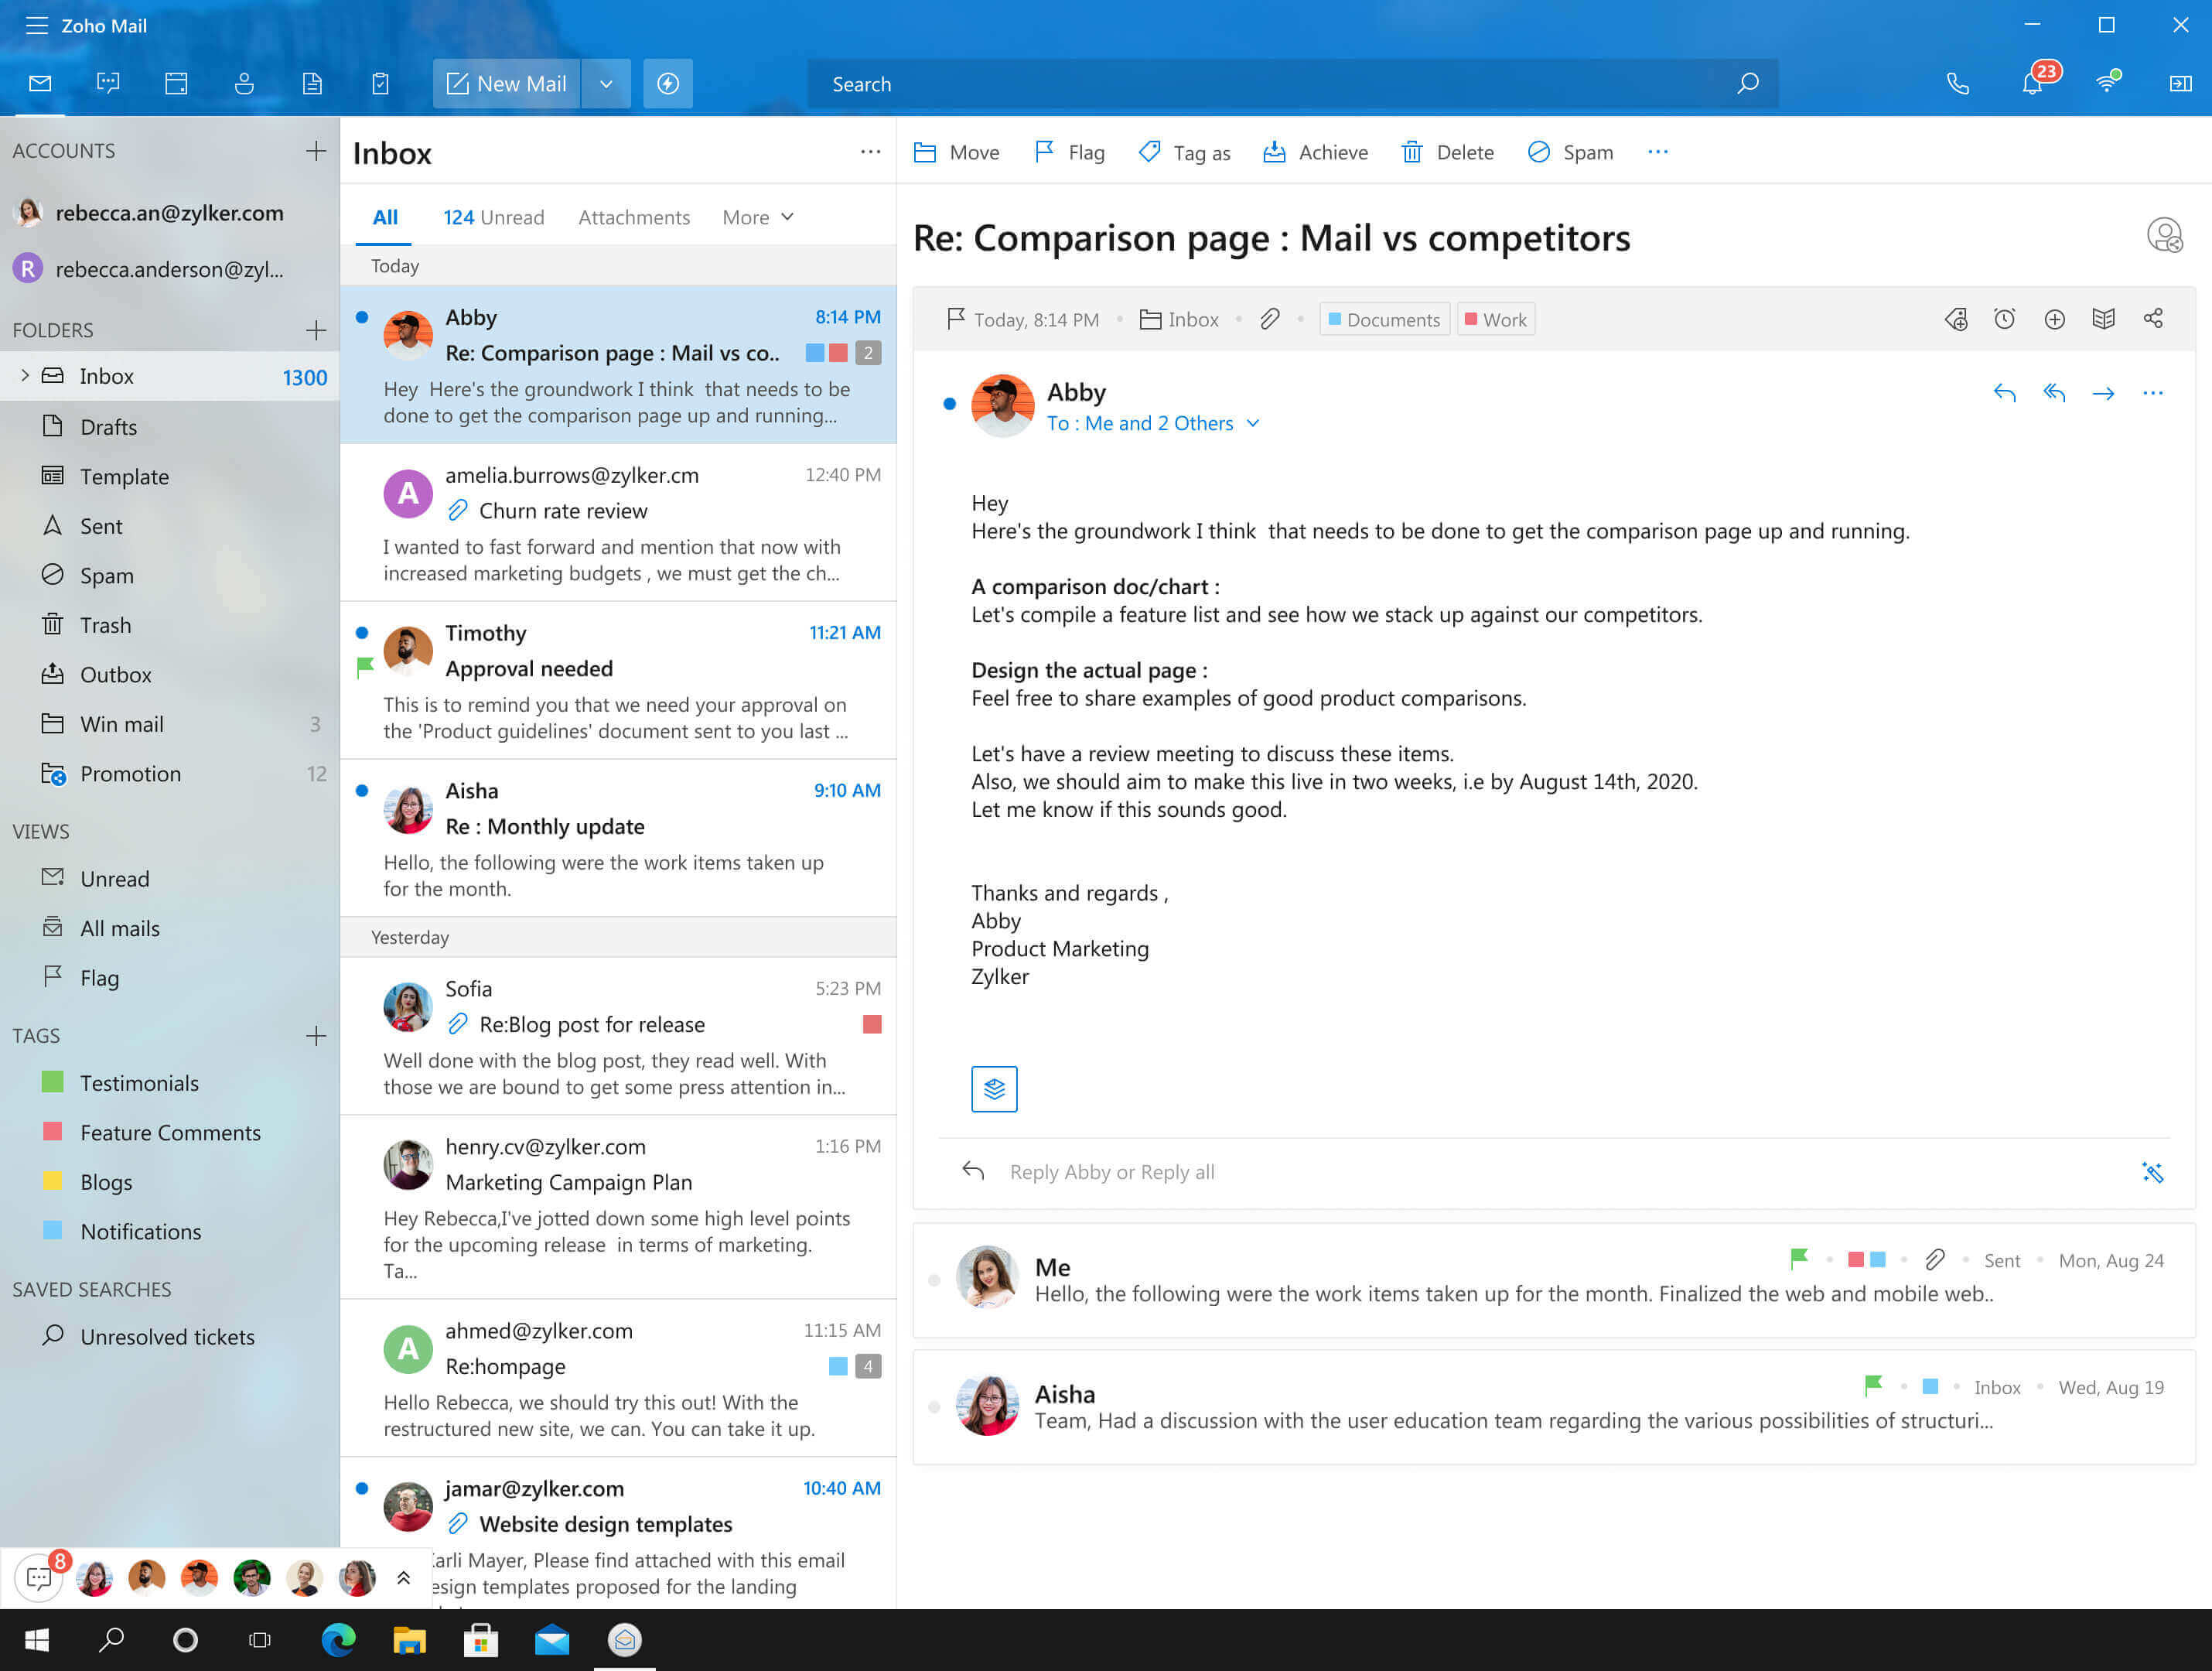 Zoho Mail
New Mail
Search
23
ACCOUNTS
rebecca.an@zylker.com
R
rebecca.anderson@zyl...
FOLDERS
Inbox 1300
Drafts
Template
Sent
Spam
Trash
Outbox
Win mail 3
Promotion 12
VIEWS
Unread
All mails
Flag
TAGS
Testimonials
Feature Comments
Blogs
Notifications
SAVED SEARCHES
Unresolved tickets
8
Inbox
All 124 Unread Attachments More
Today
Abby 8:14 PM
Re: Comparison page : Mail vs co.. 2
Hey  Here's the groundwork I think  that needs to be
done to get the comparison page up and running...
A
amelia.burrows@zylker.cm 12:40 PM
Churn rate review
I wanted to fast forward and mention that now with
increased marketing budgets , we must get the ch...
Timothy 11:21 AM
Approval needed
This is to remind you that we need your approval on
the 'Product guidelines' document sent to you last ...
Aisha 9:10 AM
Re : Monthly update
Hello, the following were the work items taken up
for the month.
Yesterday
Sofia 5:23 PM
Re:Blog post for release
Well done with the blog post, they read well. With
those we are bound to get some press attention in...
henry.cv@zylker.com 1:16 PM
Marketing Campaign Plan
Hey Rebecca,I've jotted down some high level points
for the upcoming release  in terms of marketing.
Ta...
A
ahmed@zylker.com 11:15 AM
Re:hompage 4
Hello Rebecca, we should try this out! With the
restructured new site, we can. You can take it up.
jamar@zylker.com 10:40 AM
Website design templates
Mayer, Please find attached with this email
templates proposed for the landing
Move Flag Tag as Achieve Delete Spam
Re: Comparison page : Mail vs competitors
Today, 8:14 PM Inbox Documents Work
Abby
To : Me and 2 Others
Hey
Here's the groundwork I think  that needs to be done to get the comparison page up and running.
A comparison doc/chart :
Let's compile a feature list and see how we stack up against our competitors.
Design the actual page :
Feel free to share examples of good product comparisons.
Let's have a review meeting to discuss these items.
Also, we should aim to make this live in two weeks, i.e by August 14th, 2020.
Let me know if this sounds good.
Thanks and regards ,
Abby
Product Marketing
Zylker
Reply Abby or Reply all
Me Sent Mon, Aug 24
Hello, the following were the work items taken up for the month. Finalized the web and mobile web..
Aisha Inbox Wed, Aug 19
Team, Had a discussion with the user education team regarding the various possibilities of structuri...